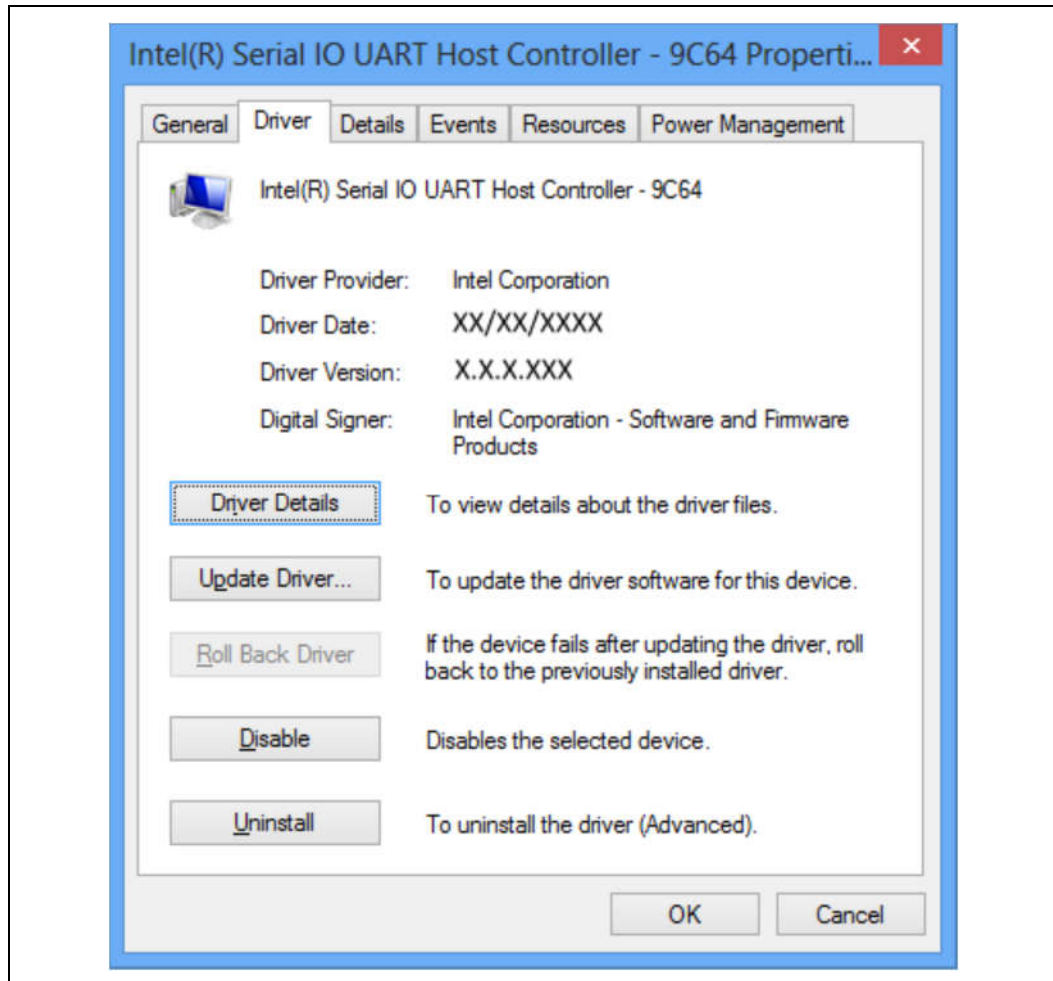 Intel(R) Serial IO UART Host Controller - 9C64 Properti...
General Driver Details Events Resources Power Management
Intel(R) Serial IO UART Host Controller - 9C64
Driver Provider: Intel Corporation
Driver Date: XX/XX/XXXX
Driver Version: X.X.X.XXX
Digital Signer: Intel Corporation - Software and Firmware
Products
Driver Details To view details about the driver files.
Update Driver... To update the driver software for this device.
Roll Back Driver If the device fails after updating the driver, roll
back to the previously installed driver.
Disable Disables the selected device.
Uninstall To uninstall the driver (Advanced).
OK Cancel